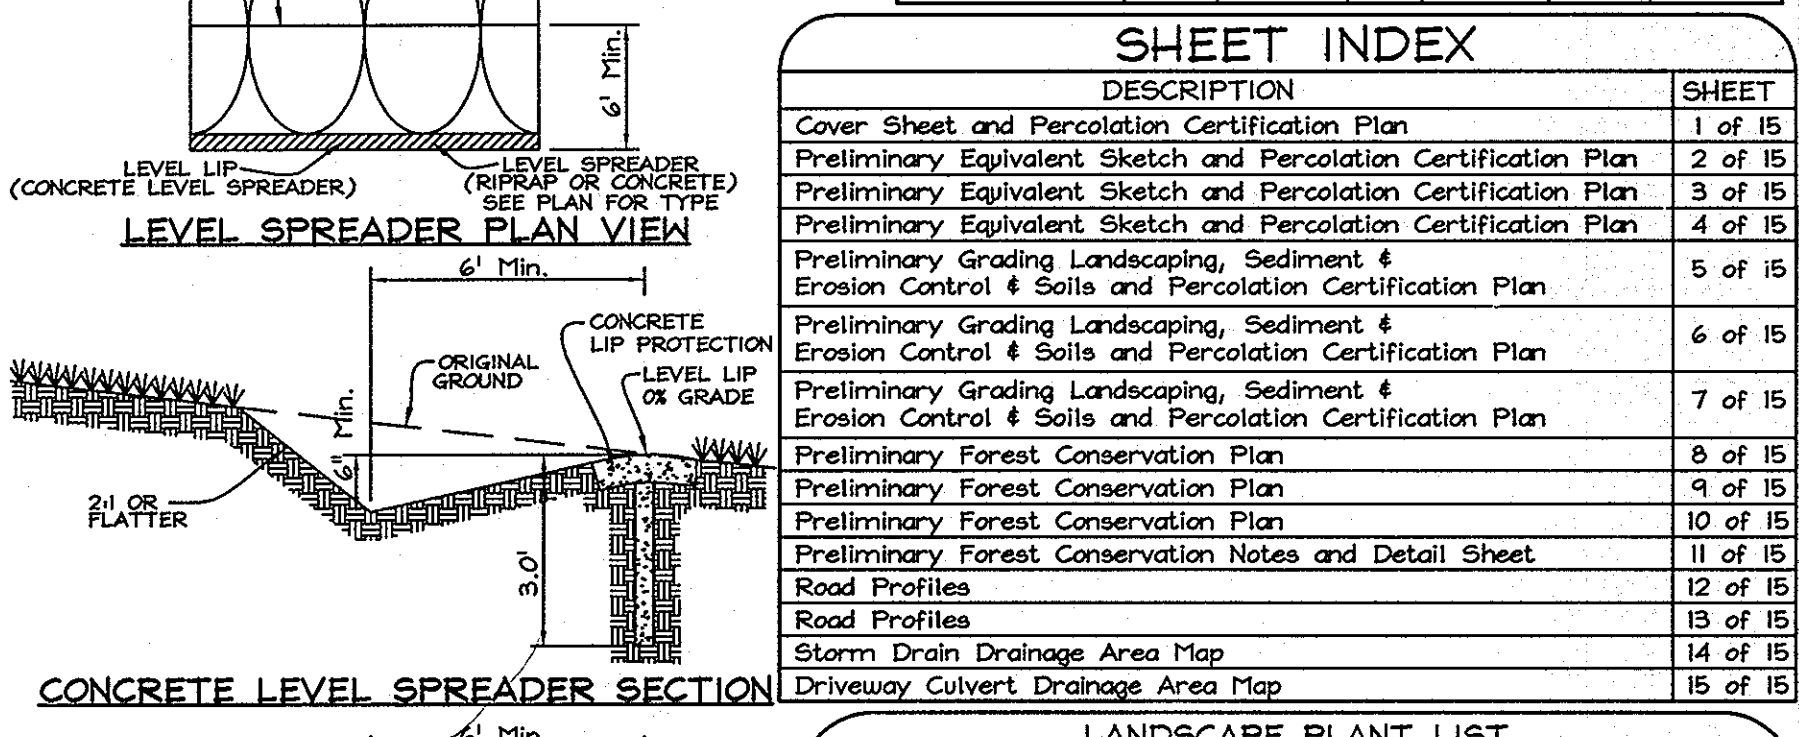 6' Min.
LEVEL LIP
(CONCRETE LEVEL SPREADER)
LEVEL SPREADER
(RIPRAP OR CONCRETE)
SEE PLAN FOR TYPE
LEVEL SPREADER PLAN VIEW
6' Min.
CONCRETE
LIP PROTECTION
ORIGINAL
GROUND
LEVEL LIP
0% GRADE
6" Min.
2:1 OR
FLATTER
3.0'
CONCRETE LEVEL SPREADER SECTION
6' Min.
SHEET INDEX
DESCRIPTION SHEET
Cover Sheet and Percolation Certification Plan 1 of 15
Preliminary Equivalent Sketch and Percolation Certification Plan 2 of 15
Preliminary Equivalent Sketch and Percolation Certification Plan 3 of 15
Preliminary Equivalent Sketch and Percolation Certification Plan 4 of 15
Preliminary Grading Landscaping, Sediment &
Erosion Control & Soils and Percolation Certification Plan 5 of 15
Preliminary Grading Landscaping, Sediment &
Erosion Control & Soils and Percolation Certification Plan 6 of 15
Preliminary Grading Landscaping, Sediment &
Erosion Control & Soils and Percolation Certification Plan 7 of 15
Preliminary Forest Conservation Plan 8 of 15
Preliminary Forest Conservation Plan 9 of 15
Preliminary Forest Conservation Plan 10 of 15
Preliminary Forest Conservation Notes and Detail Sheet 11 of 15
Road Profiles 12 of 15
Road Profiles 13 of 15
Storm Drain Drainage Area Map 14 of 15
Driveway Culvert Drainage Area Map 15 of 15
LANDSCAPE PLANT LIST